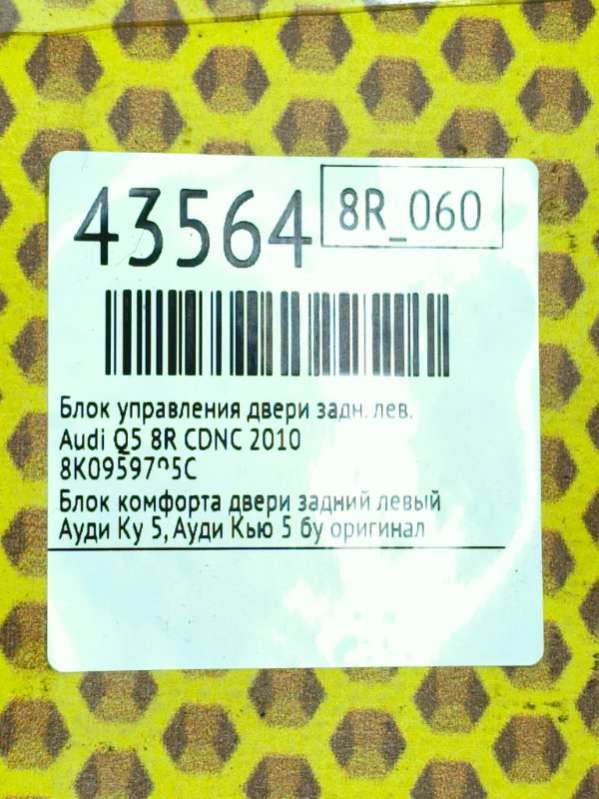 43564
8R_060
Блок управления двери задн. лев.
Audi Q5 8R CDNC 2010
Блок комфорта двери задний левый
Ауди Ку 5, Ауди Кью 5 бу оригинал